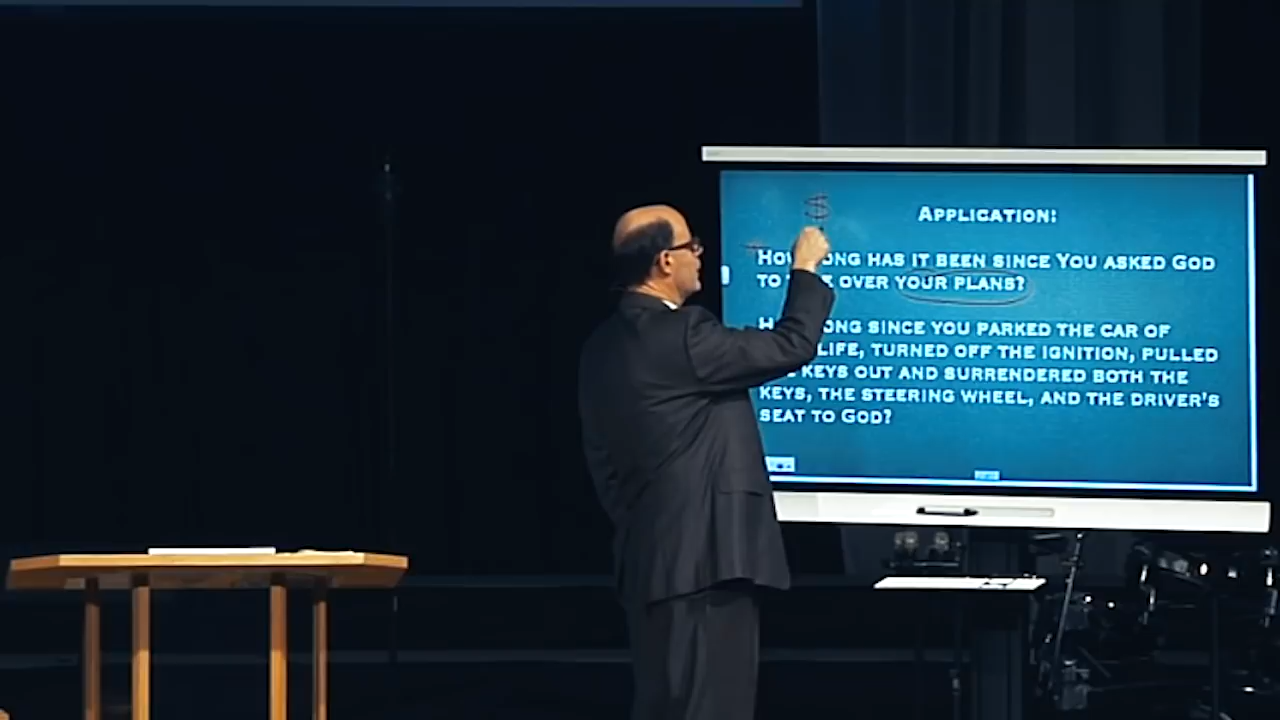 $
APPLICATION:
HOW LONG HAS IT BEEN SINCE YOU ASKED GOD
TO OVER YOUR PLANS?
LONG SINCE YOU PARKED THE CAR OF
LIFE, TURNED OFF THE IGNITION, PULLED
KEYS OUT AND SURRENDERED BOTH THE
KEYS, THE STEERING WHEEL, AND THE DRIVER'S
SEAT TO GOD?